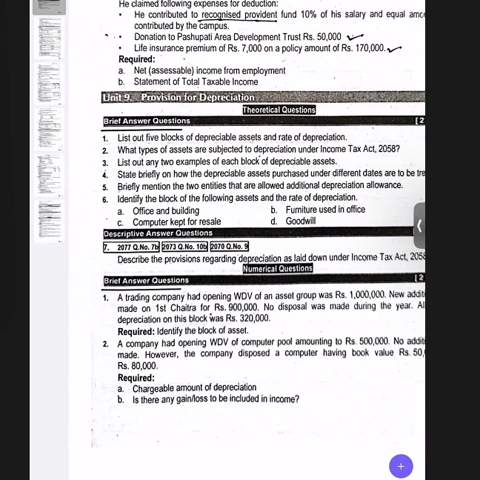 He claimed following expenses for deduction:
• He contributed to recognised provident fund 10% of his salary and equal
contributed by the campus.
• Donation to Pashupati Area Development Trust Rs. 50,000
• Life insurance premium of Rs. 7,000 on a policy amount of Rs. 170,000.
Required:
a. Net (assessable) income from employment
b. Statement of Total Taxable Income
Unit 9. Provision for Depreciation
Theoretical Questions
Brief Answer Questions [2
1. List out five blocks of depreciable assets and rate of depreciation.
2. What types of assets are subjected to depreciation under Income Tax Act, 2058?
3. List out any two examples of each block of depreciable assets.
4. State briefly on how the depreciable assets purchased under different dates are to be
5. Briefly mention the two entities that are allowed additional depreciation allowance.
6. Identify the block of the following assets and the rate of depreciation.
a. Office and building b. Furniture used in office
c. Computer kept for resale d. Goodwill
Descriptive Answer Questions
7. 2077 Q.No. 7b 2073 Q.No. 10b 2070 Q.No. 9
Describe the provisions regarding depreciation as laid down under Income Tax Act, 2058
Numerical Questions
Brief Answer Questions [2
1. A trading company had opening WDV of an asset group was Rs. 1,000,000. New
made on 1st Chaitra for Rs. 900,000. No disposal was made during the year.
depreciation on this block was Rs. 320,000.
Required: Identify the block of asset.
2. A company had opening WDV of computer pool amounting to Rs. 500,000. No
made. However, the company disposed a computer having book value Rs. 50,
Rs. 80,000.
Required:
a. Chargeable amount of depreciation
b. Is there any gain/loss to be included in income?